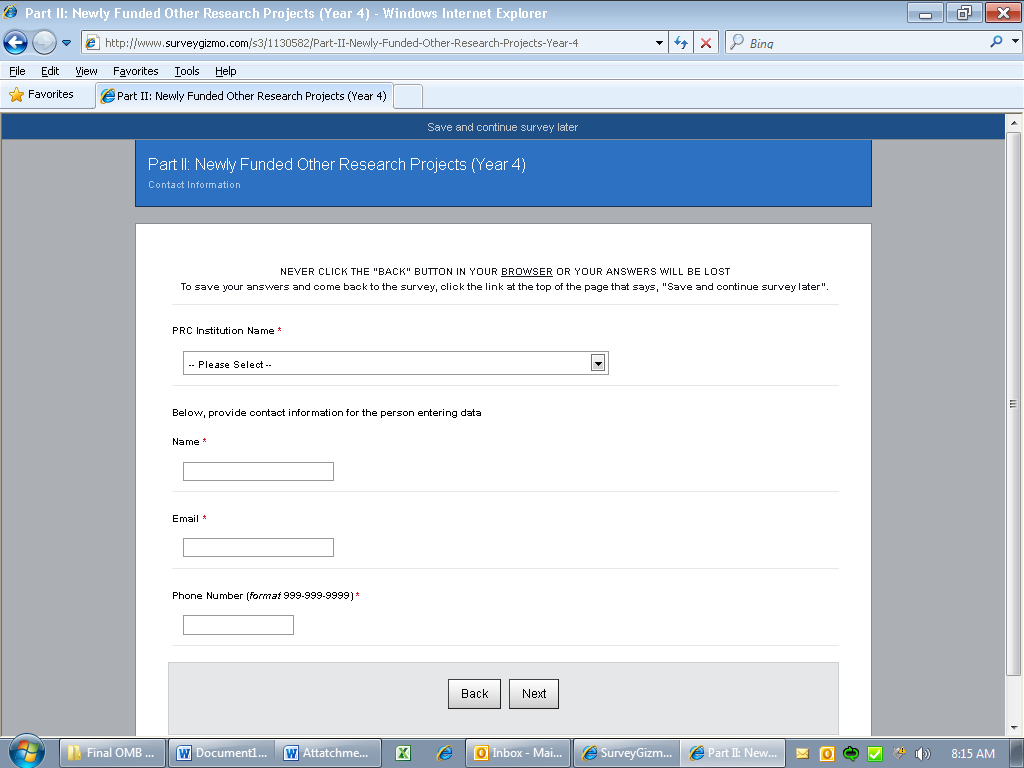 Part II: Newly Funded Other Research Projects (Year 4) - Windows Internet Explorer
http://www.surveygizmo.com/s3/1130582/Part-II-Newly-Funded-Other-Research-Projects-Year-4
Bing
File Edit View Favorites Tools Help
Favorites
Part II: Newly Funded Other Research Projects (Year 4)
Save and continue survey later
Part II: Newly Funded Other Research Projects (Year 4)
Contact Information
NEVER CLICK THE "BACK" BUTTON IN YOUR BROWSER OR YOUR ANSWERS WILL BE LOST
To save your answers and come back to the survey, click the link at the top of the page that says, "Save and continue survey later".
PRC Institution Name *
-- Please Select --
Below, provide contact information for the person entering data
Name *
Email *
Phone Number (format 999-999-9999) *
Back Next
Final OMB ... Document1... Attatchme... Inbox - Mai... SurveyGizm... Part II: New... 8:15 AM